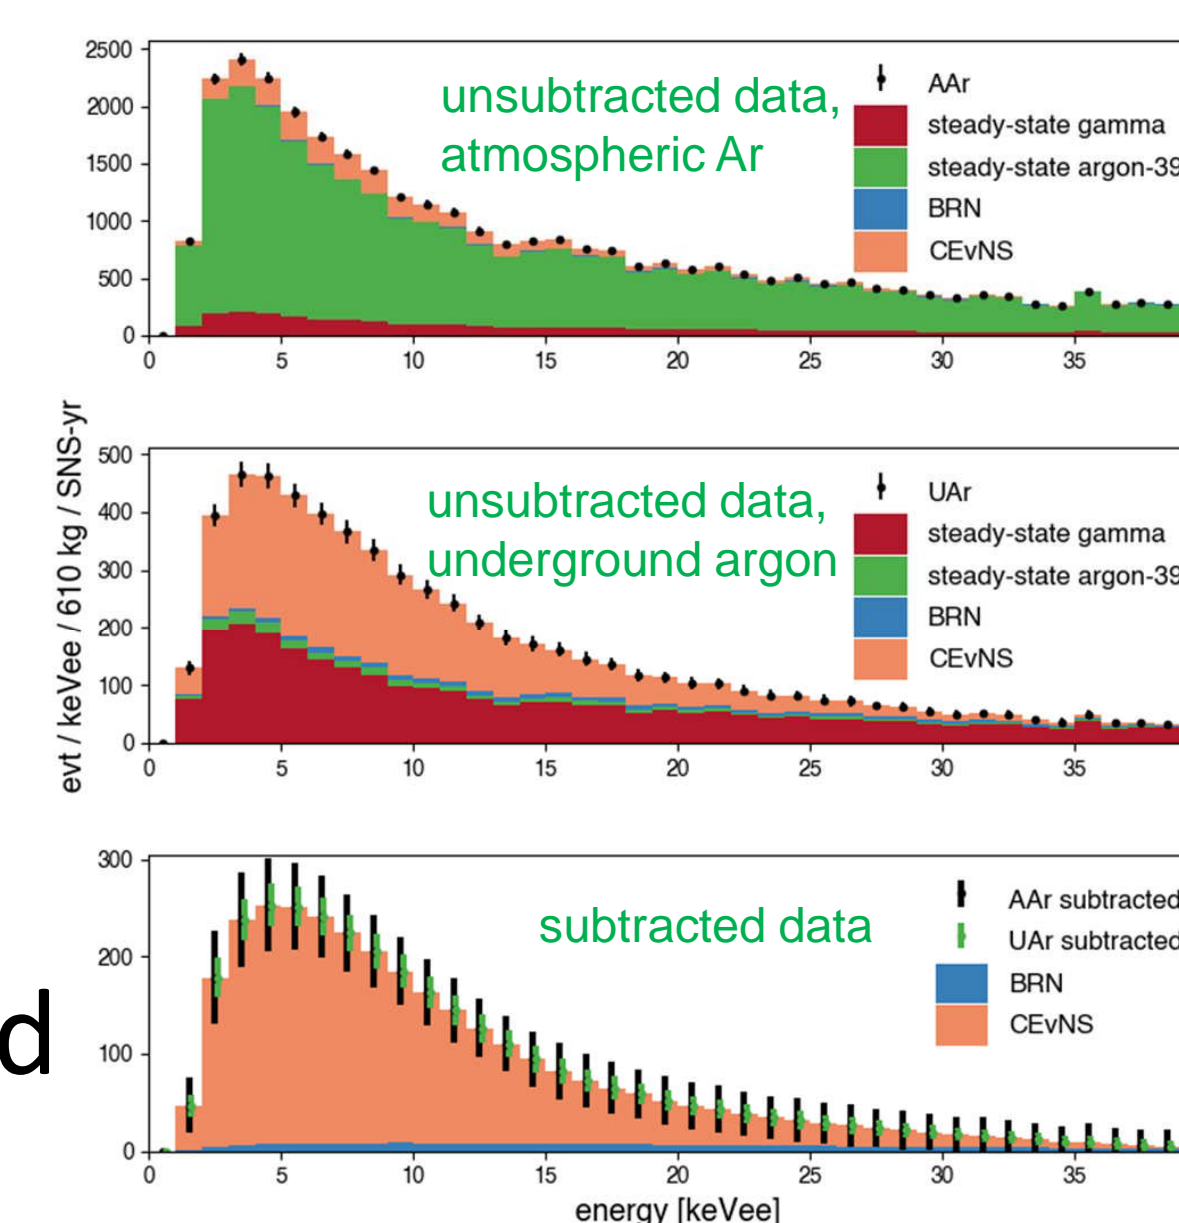 2500
2000
1500
1000
500
0
unsubtracted data,
atmospheric Ar
AAr
steady-state gamma
steady-state argon-39
BRN
CEvNS
0 5 10 15 20 25 30 35
evt / keVee / 610 kg / SNS-yr
500
400
300
200
100
0
unsubtracted data,
underground argon
UAr
steady-state gamma
steady-state argon-39
BRN
CEvNS
0 5 10 15 20 25 30 35
d
300
200
100
0
subtracted data
AAr subtracted
UAr subtracted
BRN
CEvNS
0 5 10 15 20 25 30 35
energy [keVee]